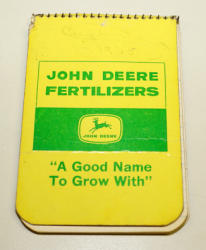 JOHN DEERE
FERTILIZERS
JOHN DEERE
"A Good Name
To Grow With"